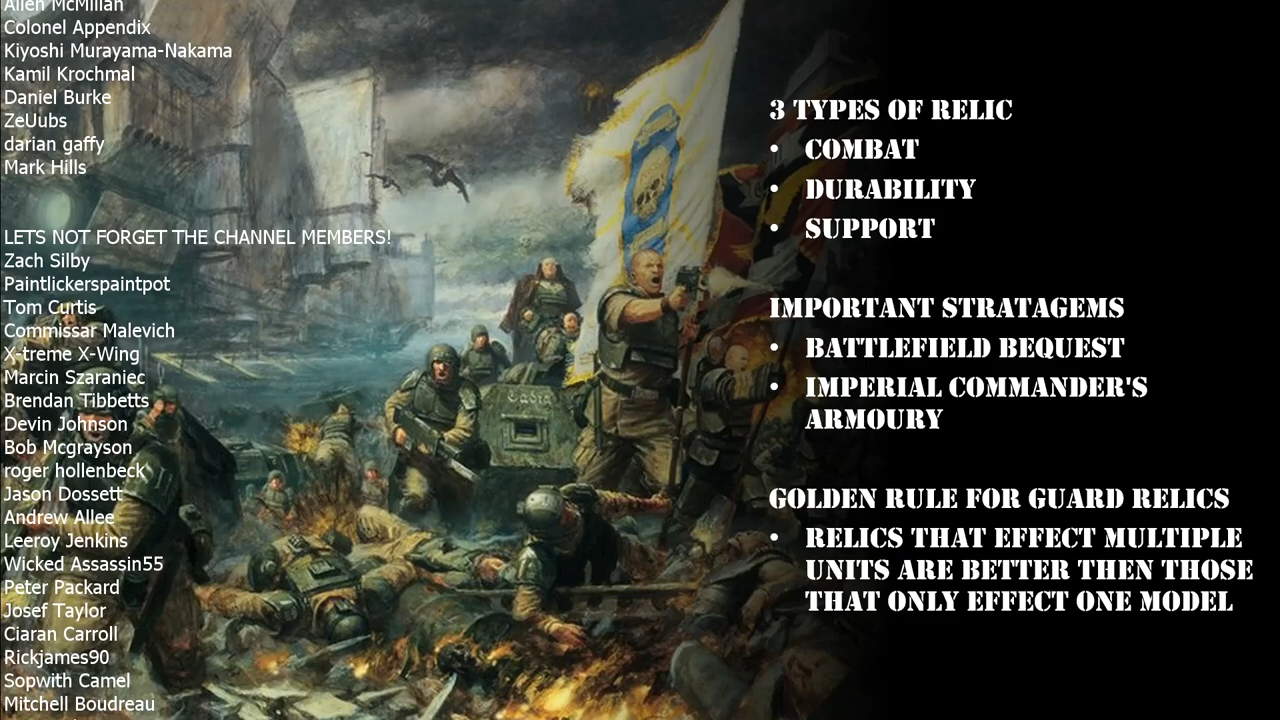 Allen McMillan
Colonel Appendix
Kiyoshi Murayama-Nakama
Kamil Krochmal
Daniel Burke
ZeUubs
darian gaffy
Mark Hills
LETS NOT FORGET THE CHANNEL MEMBERS!
Zach Silby
Paintlickerspaintpot
Tom Curtis
Commissar Malevich
X-treme X-Wing
Marcin Szaraniec
Brendan Tibbetts
Devin Johnson
Bob Mcgrayson
roger hollenbeck
Jason Dossett
Andrew Allee
Leeroy Jenkins
Wicked Assassin55
Peter Packard
Josef Taylor
Ciaran Carroll
Rickjames90
Sopwith Camel
Mitchell Boudreau
Cadia
3 TYPES OF RELIC
• COMBAT
• DURABILITY
• SUPPORT
IMPORTANT STRATAGEMS
• BATTLEFIELD BEQUEST
• IMPERIAL COMMANDER'S
ARMOURY
GOLDEN RULE FOR GUARD RELICS
• RELICS THAT EFFECT MULTIPLE
UNITS ARE BETTER THEN THOSE
THAT ONLY EFFECT ONE MODEL